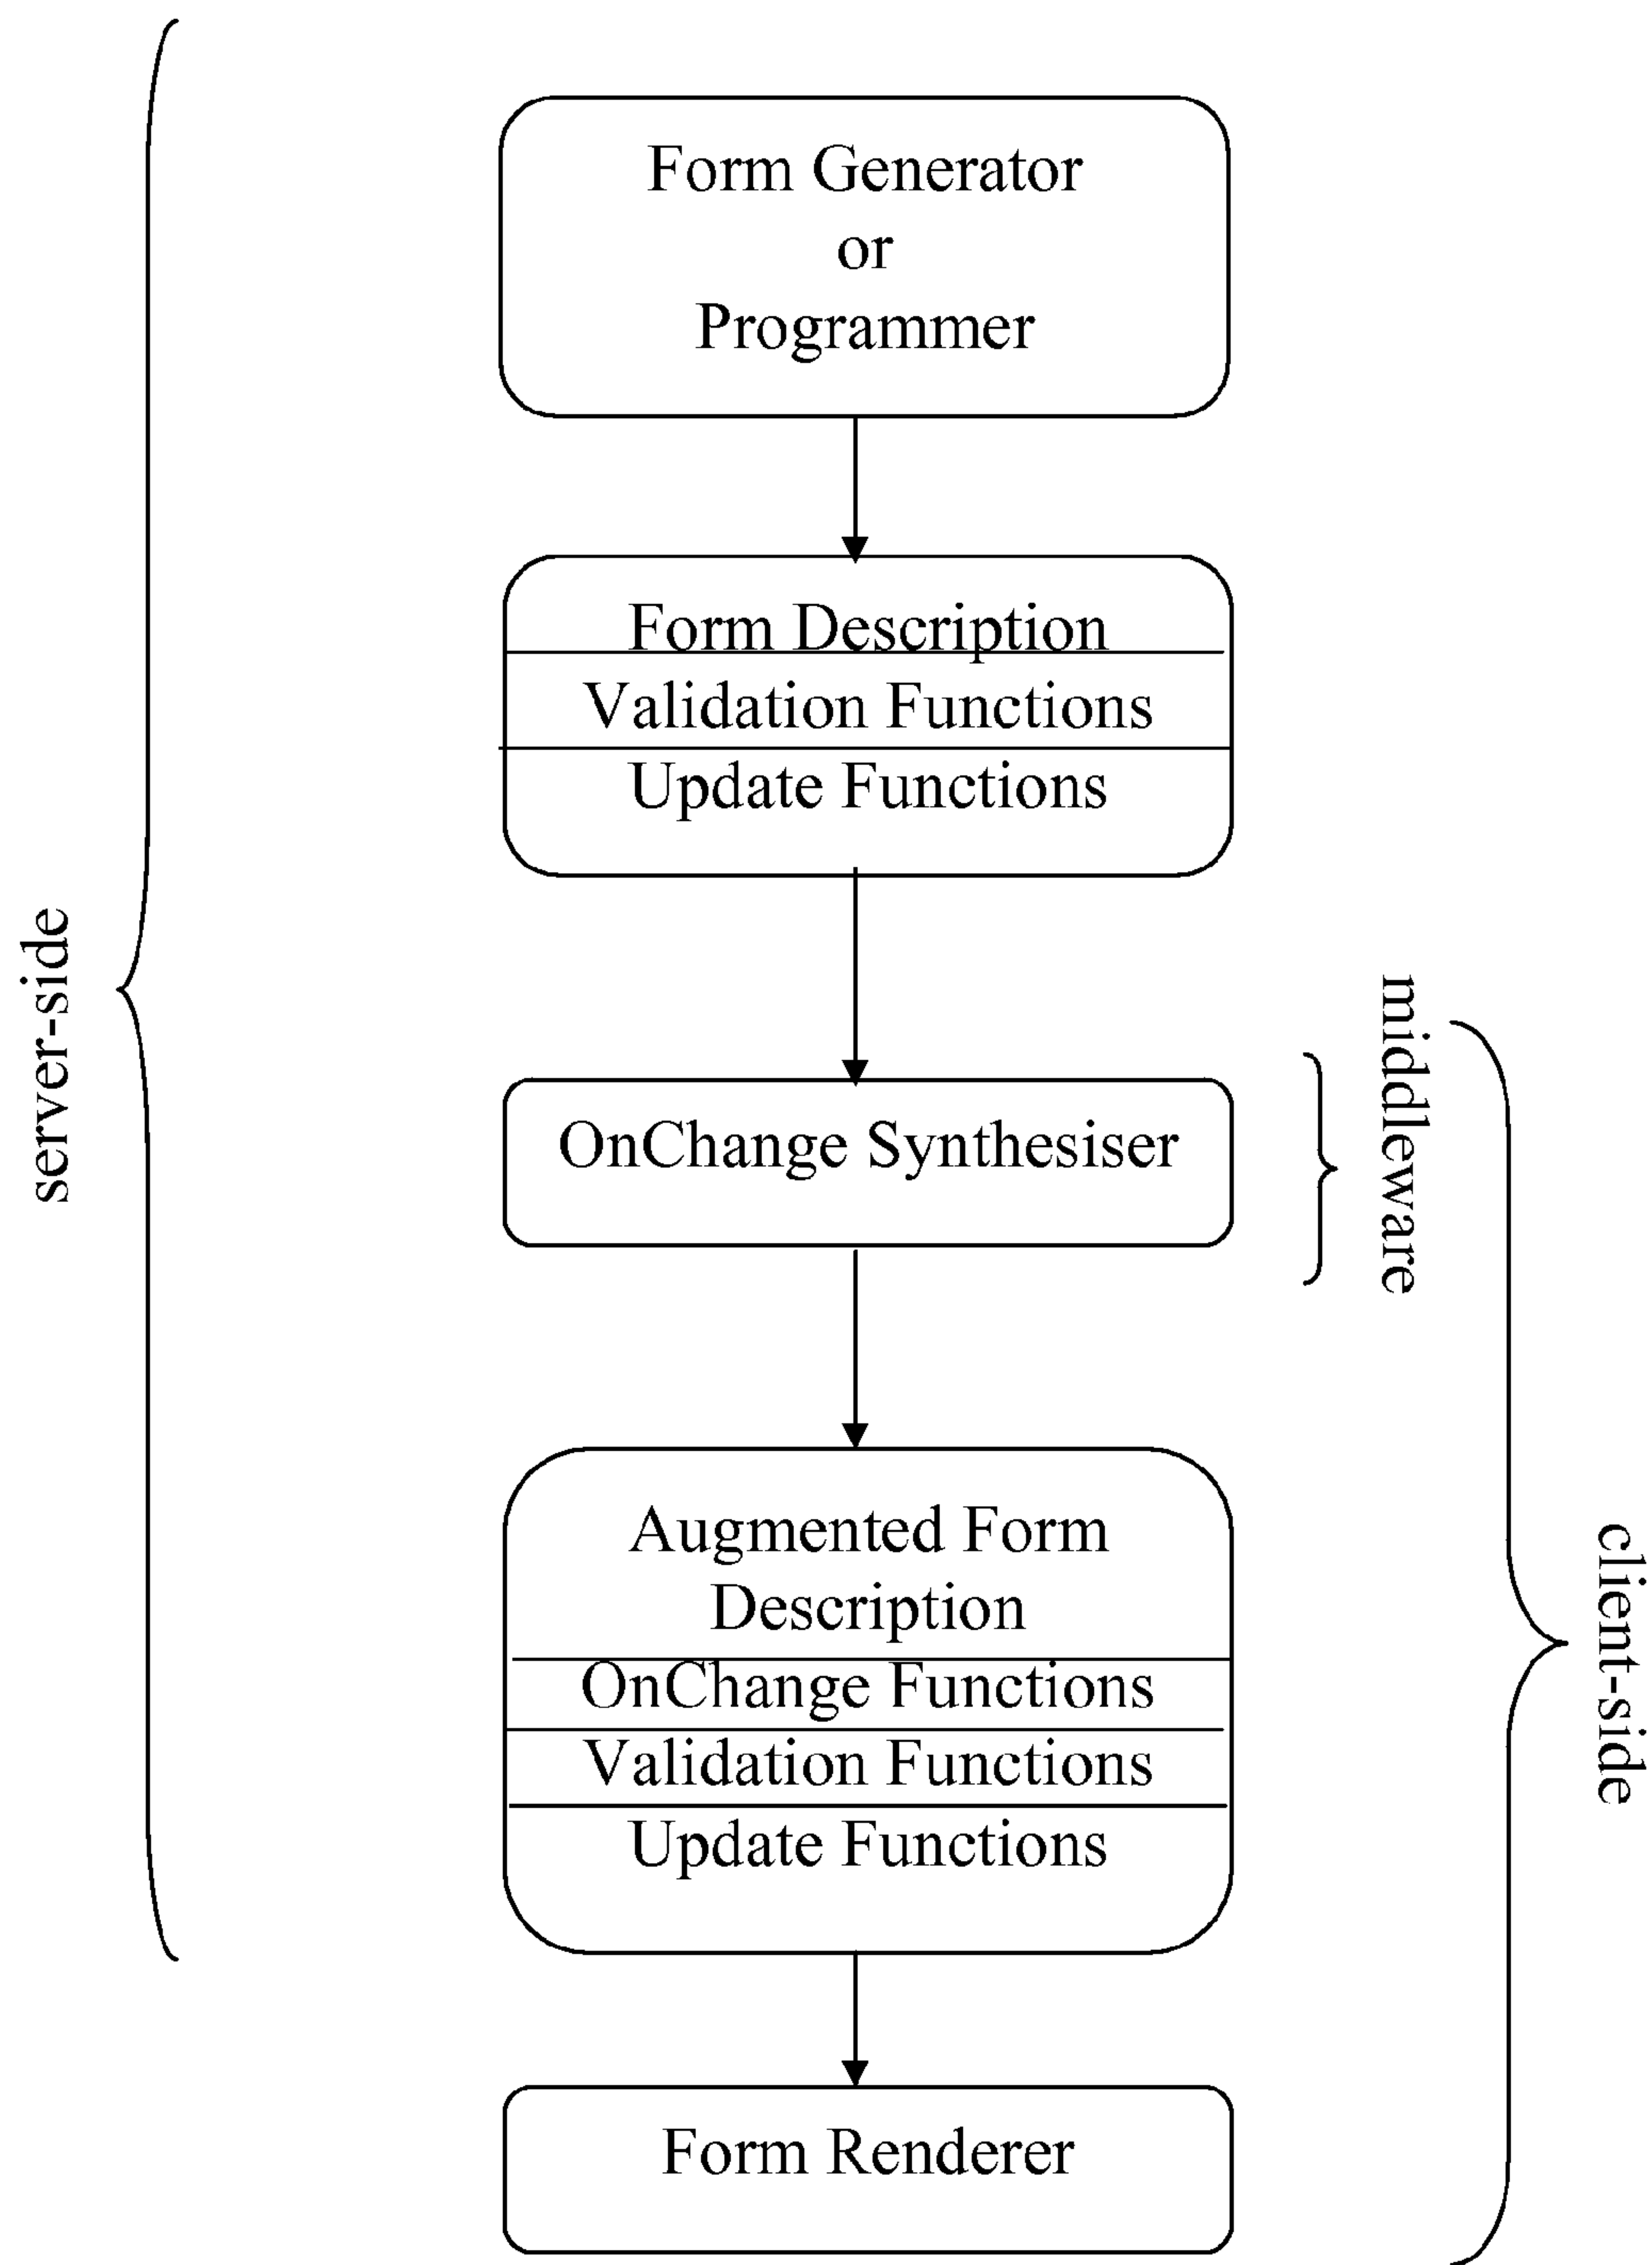 Form Generator
or
Programmer
Form Description
Validation Functions
Update Functions
server-side
middleware
OnChange Synthesiser
Augmented Form
Description
OnChange Functions
Validation Functions
Update Functions
client-side
Form Renderer